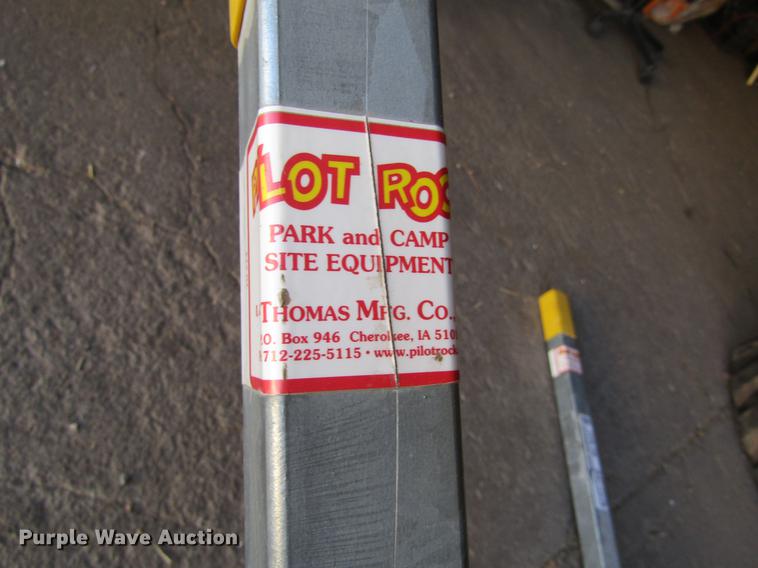 PILOT ROC
PARK and CAMP
SITE EQUIPMENT
THOMAS MFG. CO.,
P.O. Box 946 Cherokee, IA 510
712-225-5115 • www.pilotrock
Purple Wave Auction